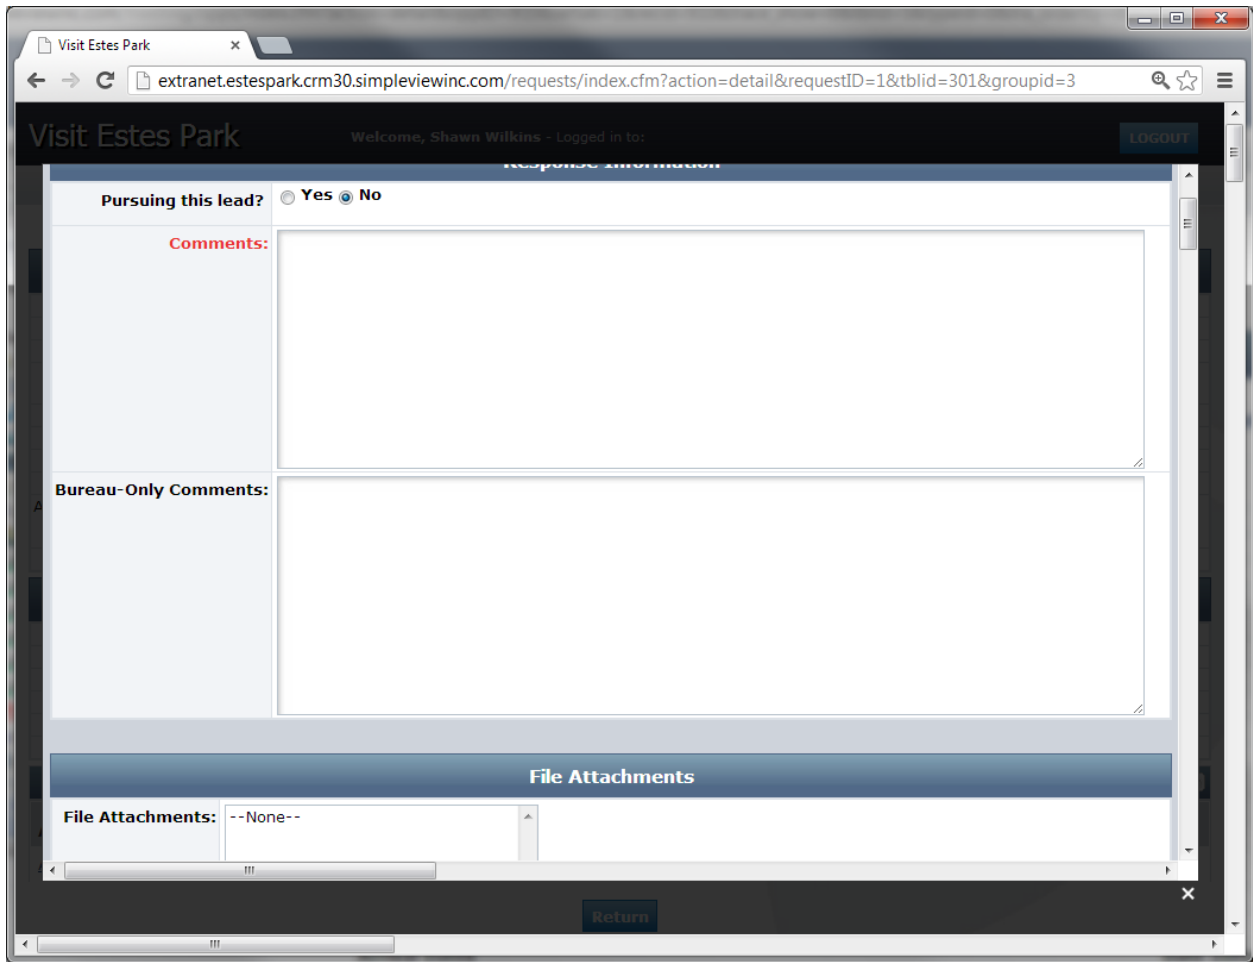 Visit Estes Park
extranet.estespark.crm30.simpleviewinc.com/requests/index.cfm?action=detail&requestID=1&tblid=301&groupid=3
Visit Estes Park Welcome, Shawn Wilkins - Logged in to: LOGOUT
Response Information
Pursuing this lead? Yes No
Comments:
Bureau-Only Comments:
File Attachments
File Attachments: --None--
Return